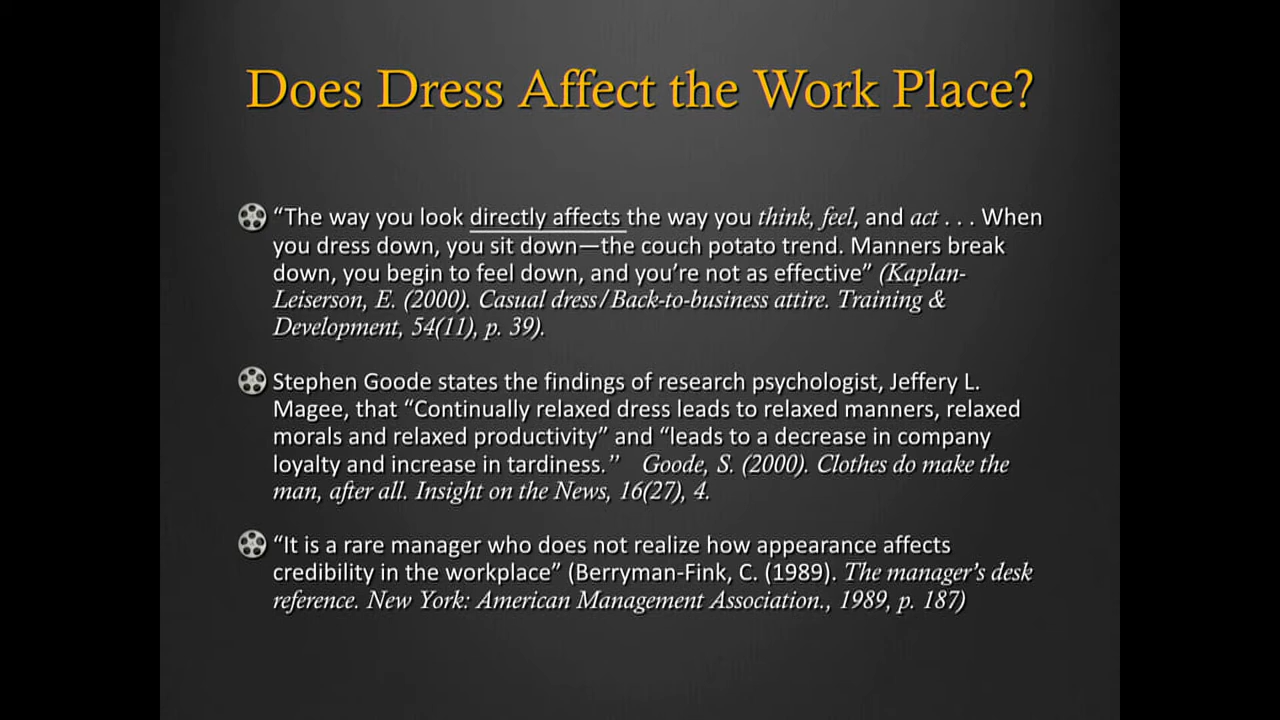 Does Dress Affect the Work Place?
“The way you look directly affects the way you think, feel, and act . . . When
you dress down, you sit down—the couch potato trend. Manners break
down, you begin to feel down, and you’re not as effective” (Kaplan-
Leiserson, E. (2000). Casual dress/Back-to-business attire. Training &
Development, 54(11), p. 39).
Stephen Goode states the findings of research psychologist, Jeffery L.
Magee, that “Continually relaxed dress leads to relaxed manners, relaxed
morals and relaxed productivity” and “leads to a decrease in company
loyalty and increase in tardiness.” Goode, S. (2000). Clothes do make the
man, after all. Insight on the News, 16(27), 4.
“It is a rare manager who does not realize how appearance affects
credibility in the workplace” (Berryman-Fink, C. (1989). The manager’s desk
reference. New York: American Management Association., 1989, p. 187)